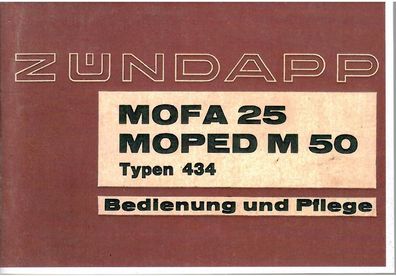 ZÜNDAPP
MOFA 25
MOPED M 50
Typen 434
Bedienung und Pflege